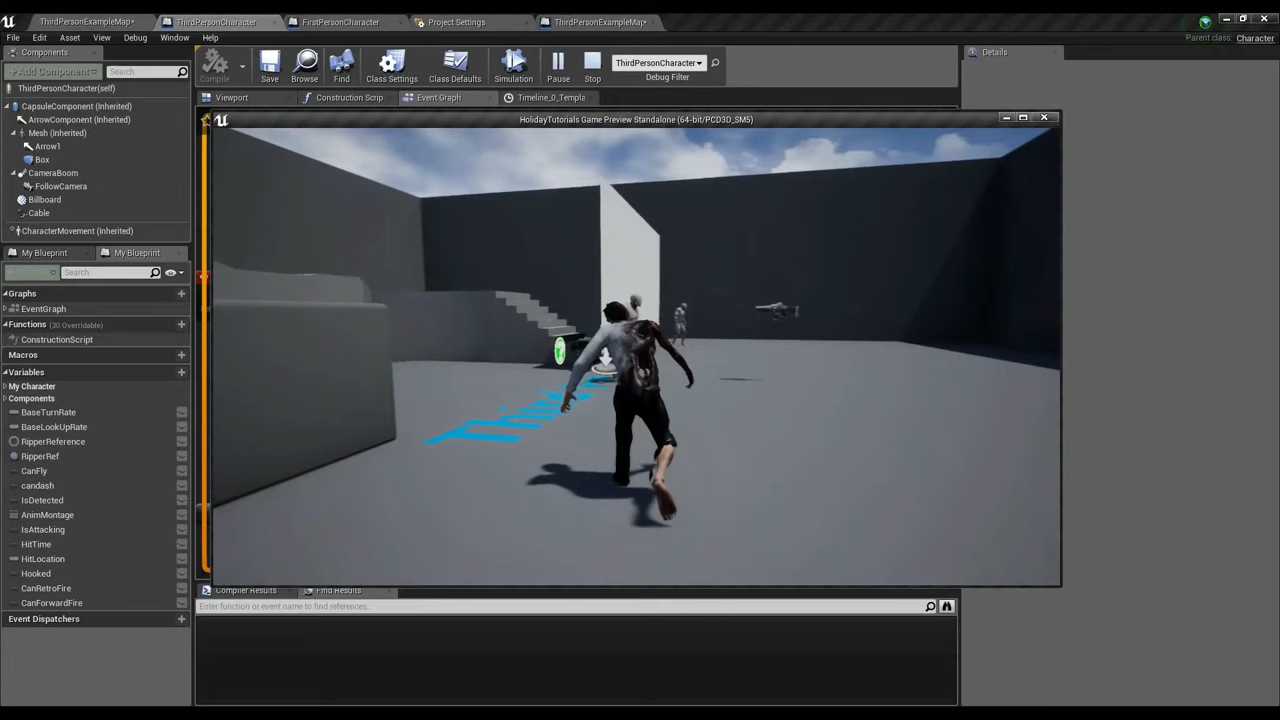 ThirdPersonExampleMap*
ThirdPersonCharacter
FirstPersonCharacter
Project Settings
ThirdPersonExampleMap*
File Edit Asset View Debug Window Help
Parent class: Character
Components
+Add Component
Search
ThirdPersonCharacter(self)
CapsuleComponent (Inherited)
ArrowComponent (Inherited)
Mesh (Inherited)
Arrow1
Box
CameraBoom
FollowCamera
Billboard
Cable
CharacterMovement (Inherited)
Compile
Save
Browse
Find
Class Settings
Class Defaults
Simulation
Pause
Stop
ThirdPersonCharacter
Debug Filter
Details
Viewport
Construction Scrip
Event Graph
Timeline_0_Templa
HolidayTutorials Game Preview Standalone (64-bit/PCD3D_SM5)
My Blueprint
My Blueprint
Search
Graphs
EventGraph
Functions (30 Overridable)
ConstructionScript
Macros
Variables
My Character
Components
BaseTurnRate
BaseLookUpRate
RipperReference
RipperRef
CanFly
candash
IsDetected
AnimMontage
IsAttacking
HitTime
HitLocation
Hooked
CanRetroFire
CanForwardFire
Event Dispatchers
Compiler Results
Find Results
Enter function or event name to find references...